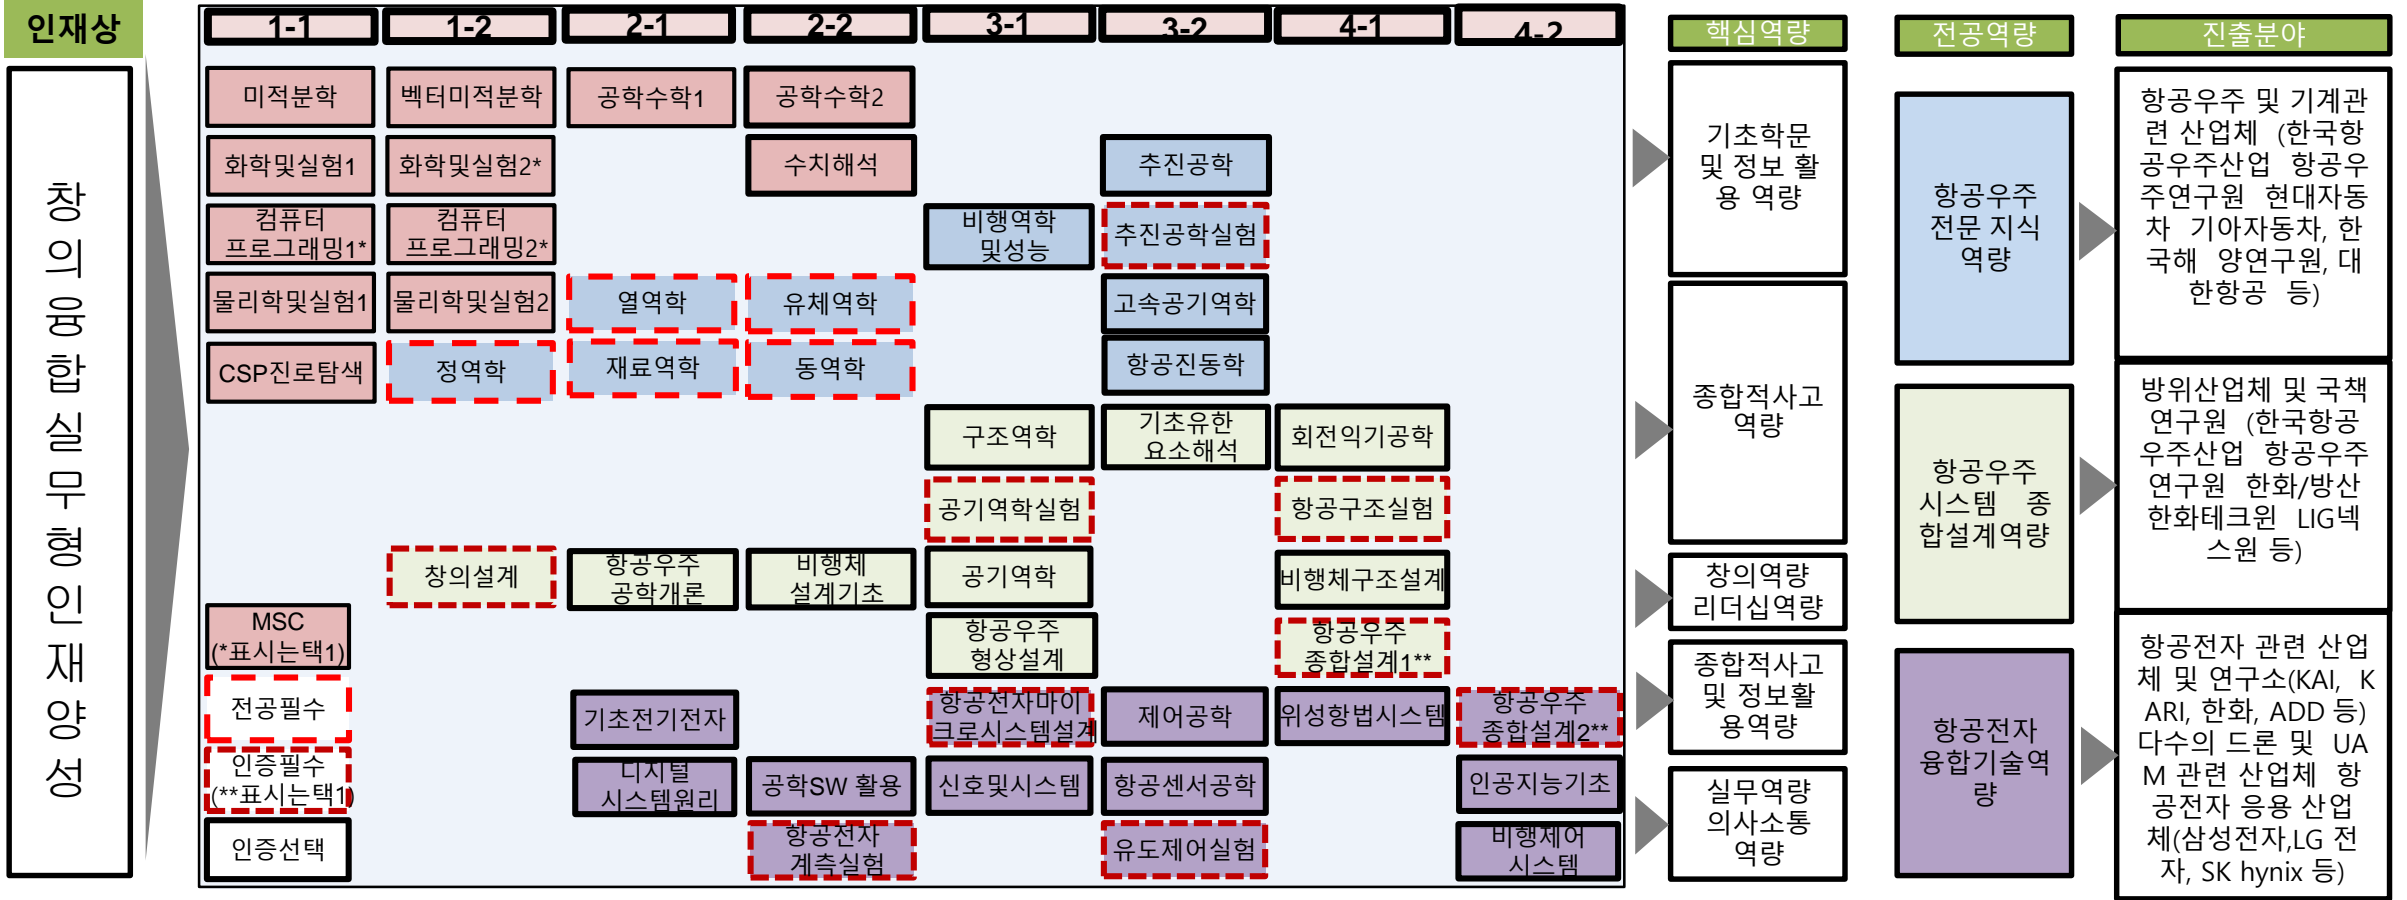 인재상
1-1
1-2
2-1
2-2
3-1
3-2
4-1
4-2
핵심역량
전공역량
진출분야
창
의
융
합
실
무
형
인
재
양
성
미적분학
벡터미적분학
공학수학1
공학수학2
화학및실험1
화학및실험2*
수치해석
추진공학
컴퓨터
프로그래밍1*
컴퓨터
프로그래밍2*
비행역학
및성능
추진공학실험
물리학및실험1
물리학및실험2
열역학
유체역학
고속공기역학
CSP진로탐색
정역학
재료역학
동역학
항공진동학
구조역학
기초유한
요소해석
회전익기공학
공기역학실험
항공구조실험
창의설계
항공우주
공학개론
비행체
설계기초
공기역학
비행체구조설계
MSC
(*표시는택1)
항공우주
형상설계
항공우주
종합설계1**
전공필수
기초전기전자
항공전자마이
크로시스템설계
제어공학
위성항법시스템
항공우주
종합설계2**
인증필수
(**표시는택1)
디지털
시스템원리
공학SW 활용
신호및시스템
항공센서공학
인공지능기초
인증선택
항공전자
계측실험
유도제어실험
비행제어
시스템
기초학문
및 정보 활
용 역량
종합적사고
역량
창의역량
리더십역량
종합적사고
및 정보활
용역량
실무역량
의사소통
역량
항공우주
전문 지식
역량
항공우주
시스템 종
합설계역량
항공전자
융합기술역
량
항공우주 및 기계관
련 산업체 (한국항
공우주산업 항공우
주연구원 현대자동
차 기아자동차, 한
국해 양연구원, 대
한항공 등)
방위산업체 및 국책
연구원 (한국항공
우주산업 항공우주
연구원 한화/방산
한화테크윈 LIG넥
스원 등)
항공전자 관련 산업
체 및 연구소(KAI, K
ARI, 한화, ADD 등)
다수의 드론 및 UA
M 관련 산업체 항
공전자 응용 산업
체(삼성전자,LG 전
자, SK hynix 등)